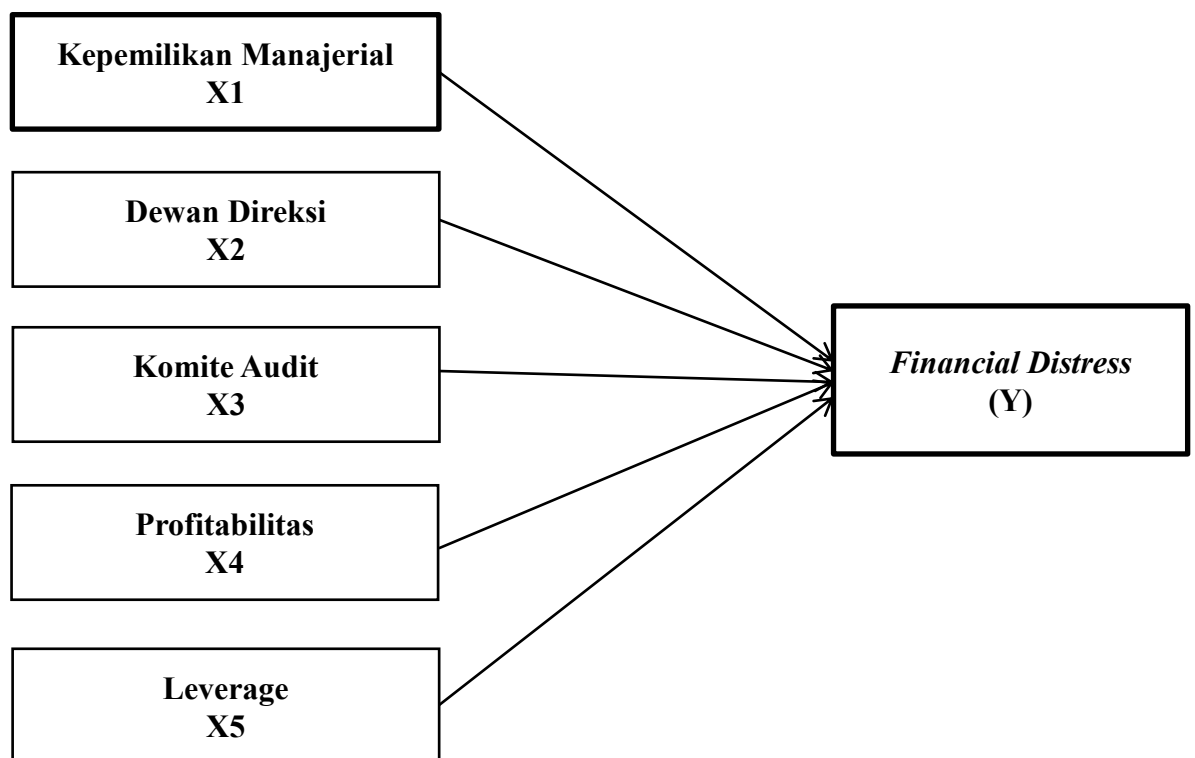 Kepemilikan Manajerial
X1
Dewan Direksi
X2
Komite Audit
X3
Profitabilitas
X4
Leverage
X5
Financial Distress
(Y)